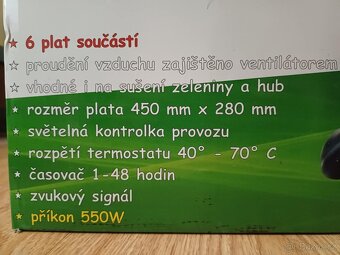 ★ 6 plat součástí
☆ proudění vzduchu zajištěno ventilátorem
☆ vhodné i na sušení zeleniny a hub
★ rozměr plata 450 mm x 280 mm
★ světelná kontrolka provozu
★ rozpětí termostatu 40° - 70° C
★ časovač 1-48 hodin
★ zvukový signál
★ příkon 550W